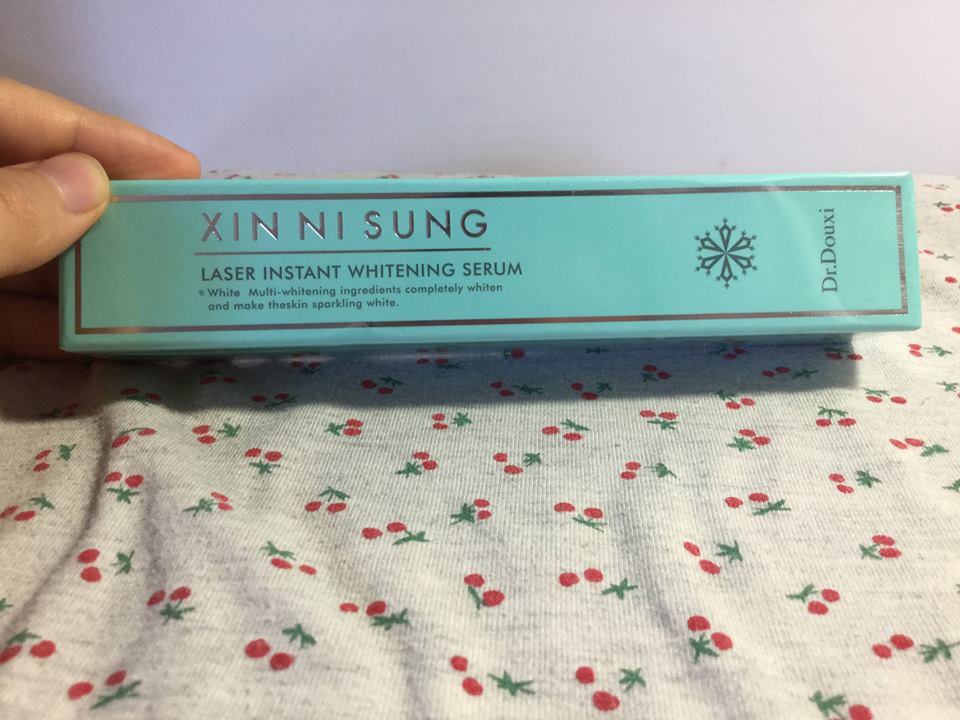 XIN NI SUNG
LASER INSTANT WHITENING SERUM
*White Multi-whitening ingredients completely whiten
and make theskin sparkling white.
Dr.Douxi